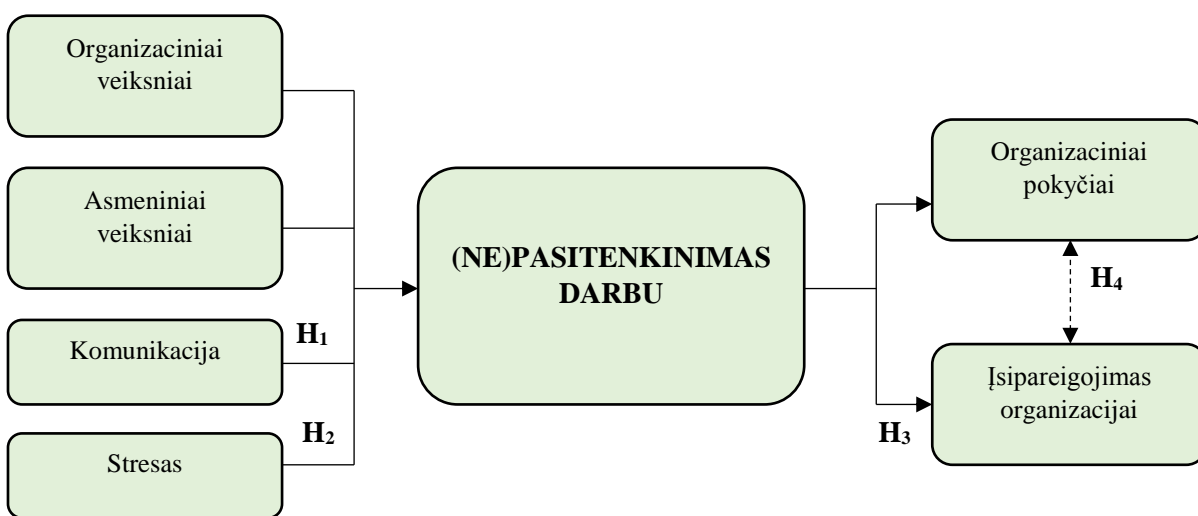 Organizaciniai
veiksniai
Asmeniniai
veiksniai
Komunikacija
Stresas
H₁
H₂
(NE)PASITENKINIMAS
DARBU
Organizaciniai
pokyčiai
H₄
Įsipareigojimas
organizacijai
H₃